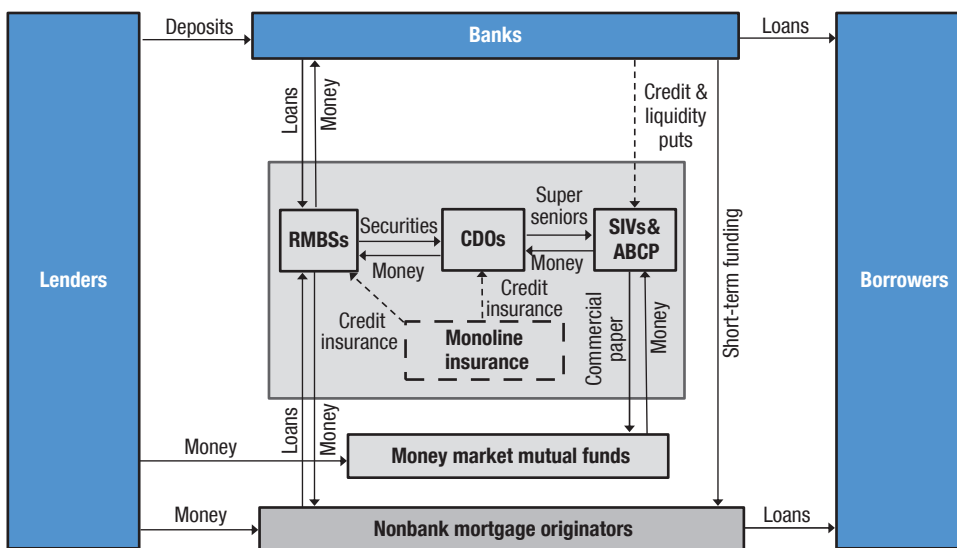 Deposits
Banks
Loans
Loans
Money
Credit &
liquidity
puts
Super
seniors
RMBSs
Securities
CDOs
SIVs &
ABCP
Money
Money
Lenders
Borrowers
Short-term funding
Credit
insurance
Credit
insurance
Monoline
insurance
Commercial
paper
Money
Loans
Money
Money
Money market mutual funds
Money
Nonbank mortgage originators
Loans